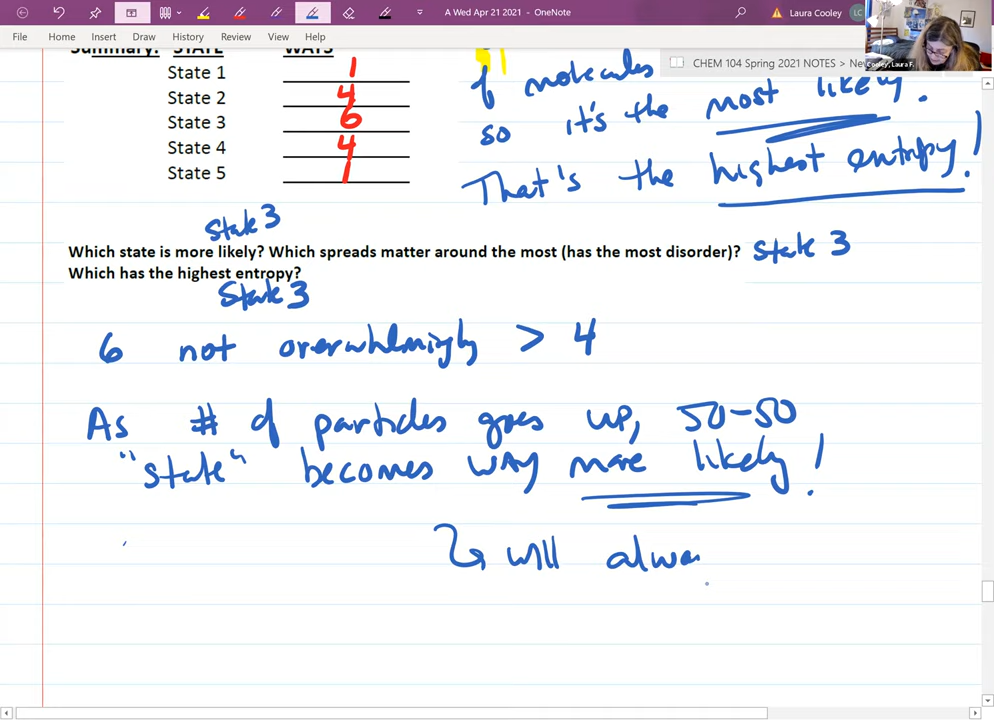 A Wed Apr 21 2021 - OneNote
Laura Cooley
LC
File Home Insert Draw History Review View Help
Cooley, Laura F.
CHEM 104 Spring 2021 NOTES > Ne
Summary: STATE WAYS
State 1 1
State 2 4
State 3 6
State 4 4
State 5 1
of molecules
so it's the most likely.
That's the highest entropy!
State 3
Which state is more likely? Which spreads matter around the most (has the most disorder)? State 3
Which has the highest entropy?
State 3
6 not overwhelmingly > 4
As # of particles goes up, 50-50
"state" becomes way more likely!
↳ will alwa